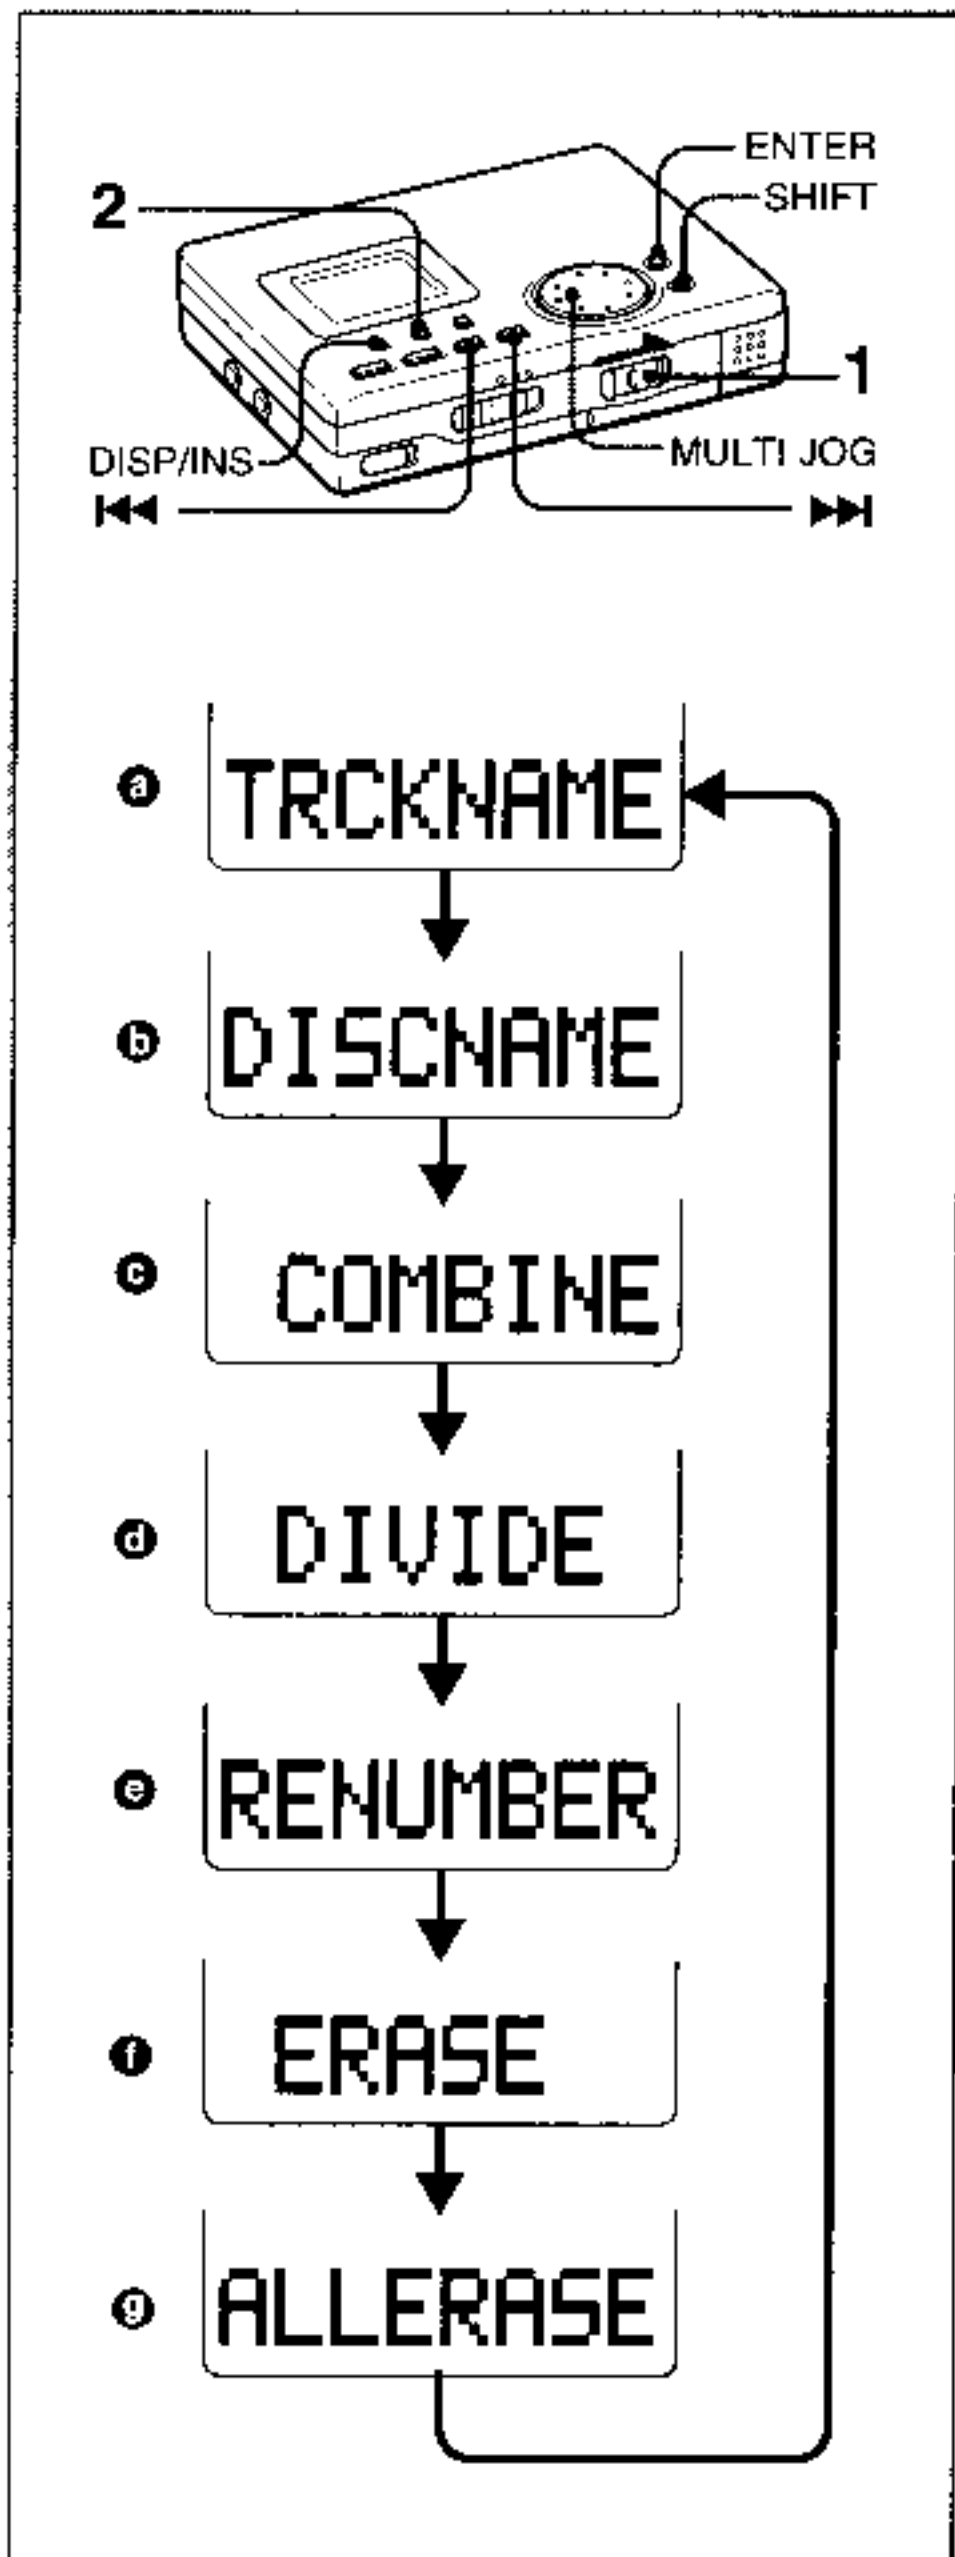 ENTER
SHIFT
2
1
DISP/INS
MULTI JOG
a TRCKNAME
b DISCNAME
c COMBINE
d DIVIDE
e RENUMBER
f ERASE
g ALLERASE